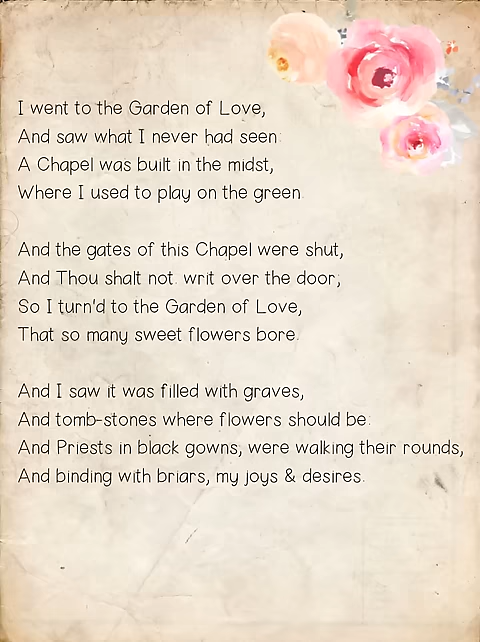 I went to the Garden of Love,
And saw what I never had seen:
A Chapel was built in the midst,
Where I used to play on the green.
And the gates of this Chapel were shut,
And Thou shalt not. writ over the door;
So I turn'd to the Garden of Love,
That so many sweet flowers bore.
And I saw it was filled with graves,
And tomb-stones where flowers should be:
And Priests in black gowns, were walking their rounds,
And binding with briars, my joys & desires.